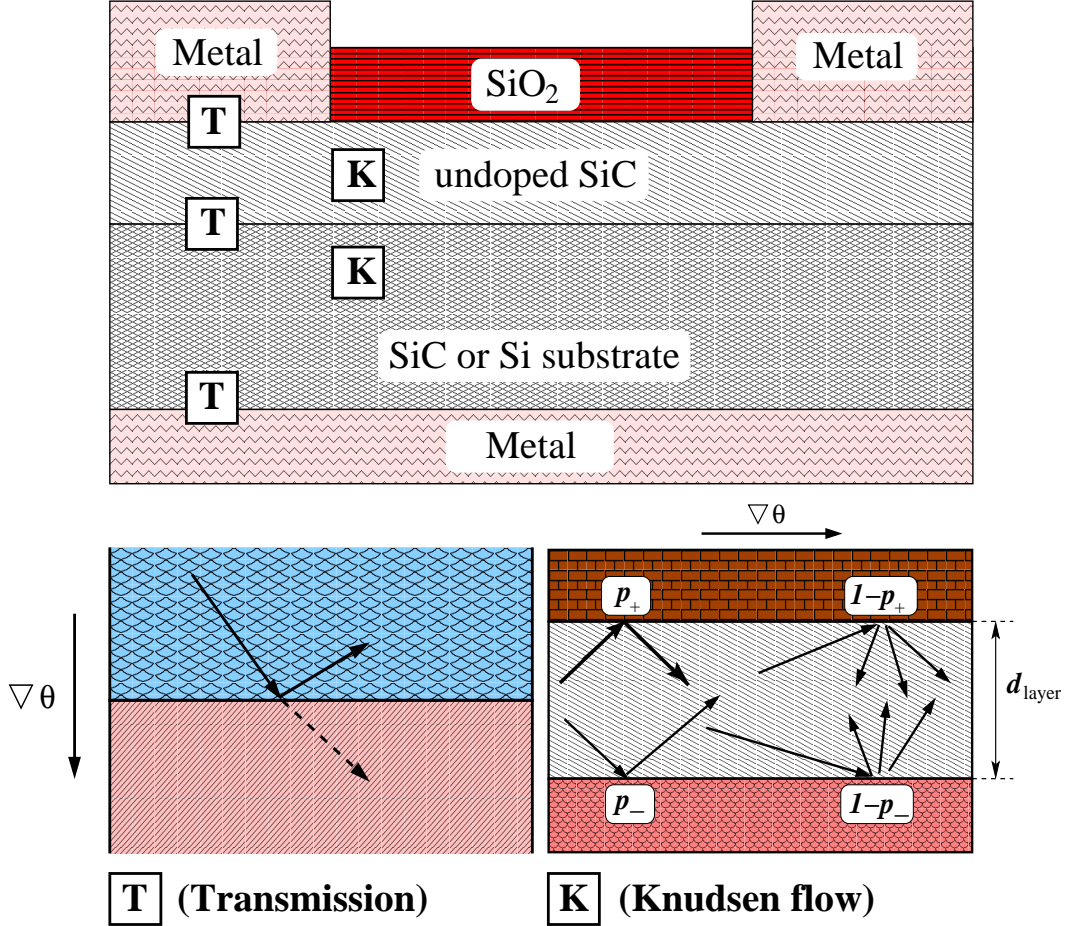 Metal
Metal
SiO2
T
K
undoped SiC
T
K
SiC or Si substrate
T
Metal
▽θ
p+
1–p+
▽θ
dlayer
p–
1–p–
T (Transmission)
K (Knudsen flow)